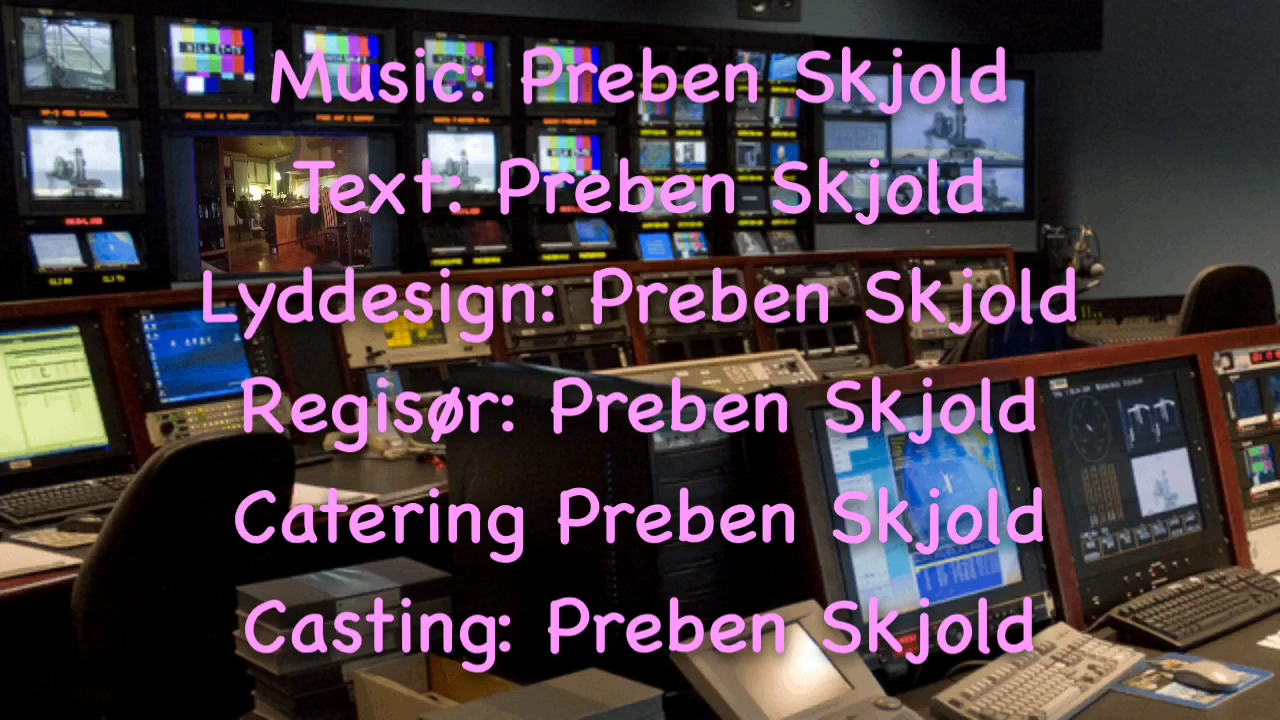 Music: Preben Skjold
Text: Preben Skjold
Lyddesign: Preben Skjold
Regisør: Preben Skjold
Catering Preben Skjold
Casting: Preben Skjold